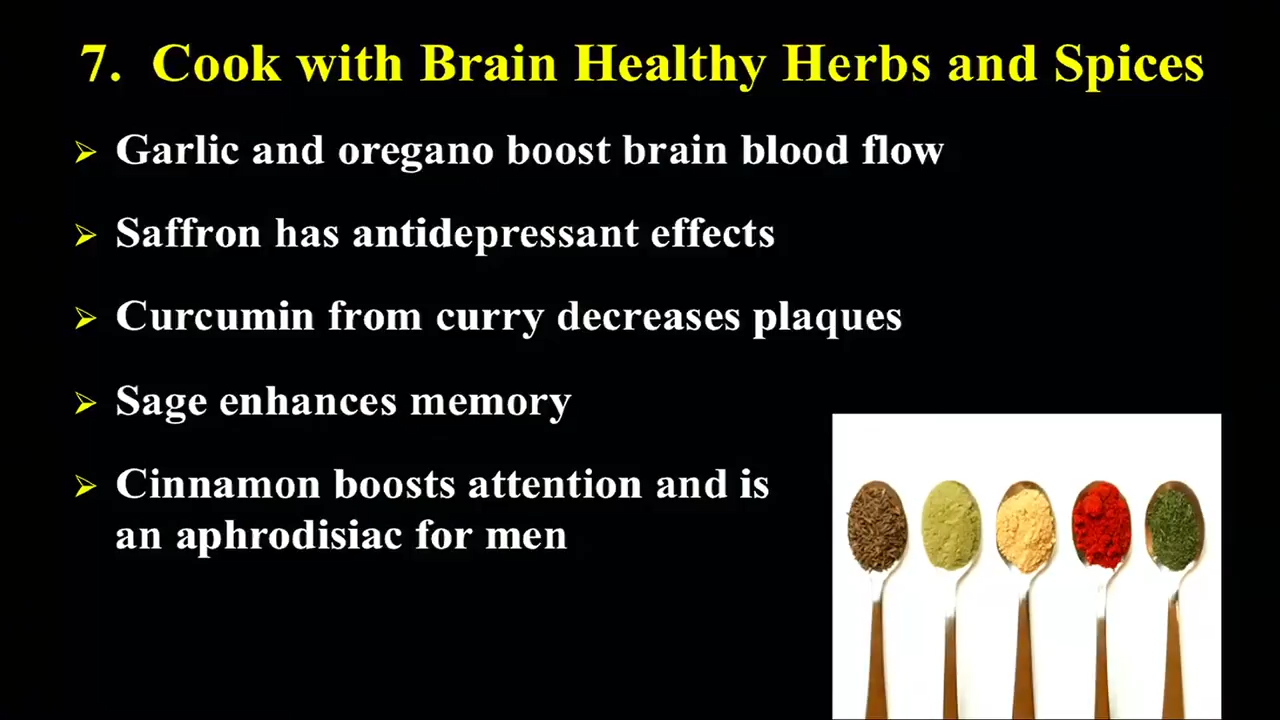 7. Cook with Brain Healthy Herbs and Spices
➢ Garlic and oregano boost brain blood flow
➢ Saffron has antidepressant effects
➢ Curcumin from curry decreases plaques
➢ Sage enhances memory
➢ Cinnamon boosts attention and is
an aphrodisiac for men